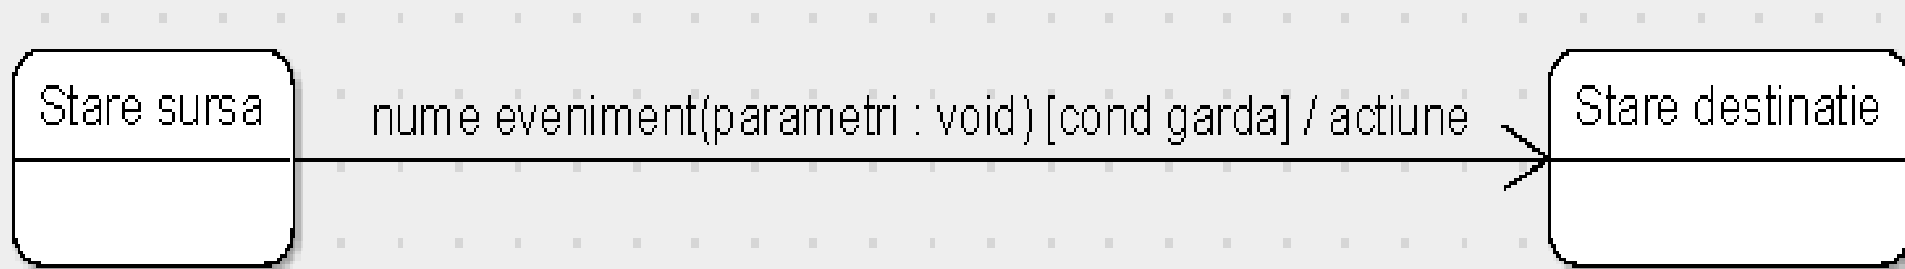 Stare sursa
nume eveniment(parametri : void) [cond garda] / actiune
Stare destinatie